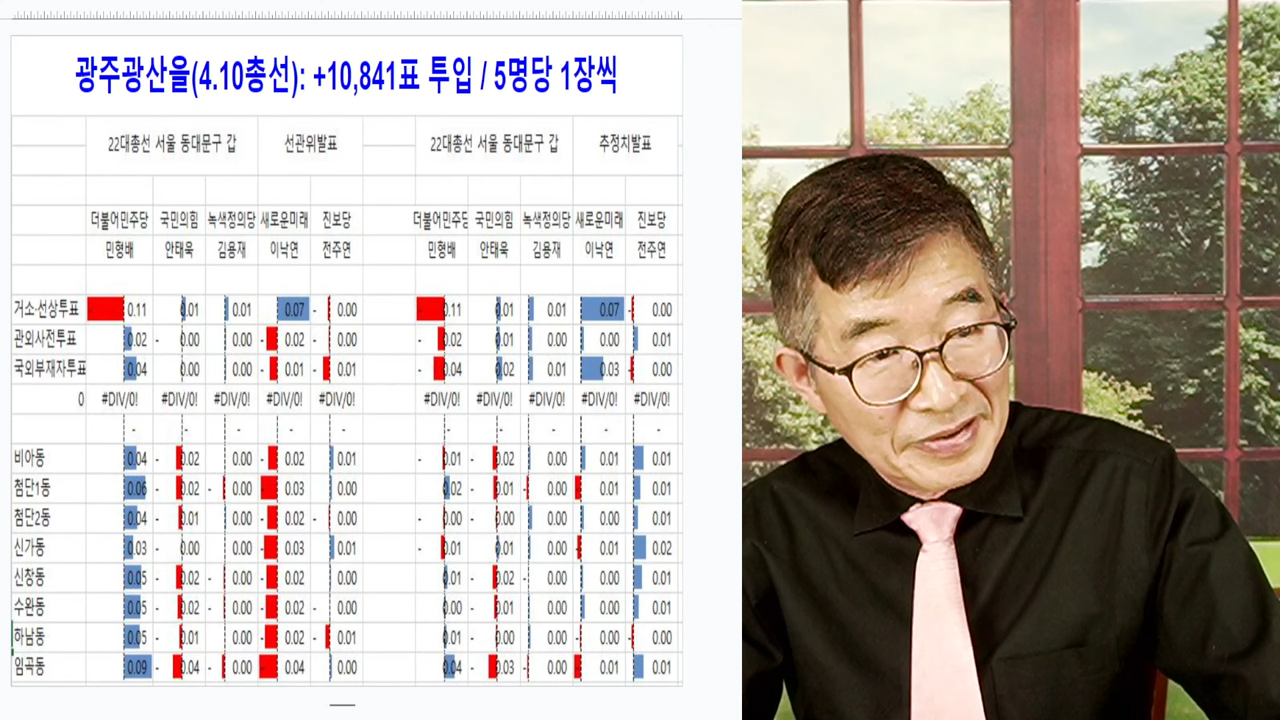 광주광산을(4.10총선): +10,841표 투입 / 5명당 1장씩
22대총선 서울 동대문구 갑 선관위발표 22대총선 서울 동대문구 갑 추정치발표
더불어민주당 국민의힘 녹색정의당 새로운미래 진보당 더불어민주당 국민의힘 녹색정의당 새로운미래 진보당
민형배 안태욱 김용재 이낙연 전주연 민형배 안태욱 김용재 이낙연 전주연
거소·선상투표 0.11 0.01 0.01 0.07 - 0.00 - 0.11 0.01 0.01 0.07 - 0.00
관외사전투표 0.02 - 0.00 0.00 - 0.02 - 0.00 - 0.02 0.01 0.00 0.00 0.01
국외부재자투표 0.04 0.00 0.00 - 0.01 - 0.01 - 0.04 0.02 0.01 0.03 - 0.00
0 #DIV/0! #DIV/0! #DIV/0! #DIV/0! #DIV/0! #DIV/0! #DIV/0! #DIV/0! #DIV/0! #DIV/0!
- - - - - - - - - -
비아동 0.04 - 0.02 0.00 - 0.02 0.01 - 0.01 - 0.02 0.00 0.00 0.01
첨단1동 0.06 - 0.02 - 0.00 - 0.03 0.00 0.02 - 0.01 - 0.00 - 0.01 0.01
첨단2동 0.04 - 0.01 0.00 - 0.02 - 0.00 - 0.00 - 0.01 0.00 0.00 0.01
신가동 0.03 - 0.00 0.00 - 0.03 0.01 - 0.01 0.01 0.00 - 0.01 0.02
신창동 0.05 - 0.02 - 0.00 - 0.02 0.00 0.01 - 0.02 - 0.00 0.00 0.01
수완동 0.05 - 0.02 - 0.00 - 0.02 - 0.00 0.00 - 0.01 - 0.00 0.00 0.01
하남동 0.05 - 0.01 0.00 - 0.02 - 0.01 0.00 - 0.01 0.00 0.00 - 0.00
임곡동 0.09 - 0.04 - 0.00 - 0.04 0.00 0.04 - 0.03 - 0.00 - 0.01 0.01